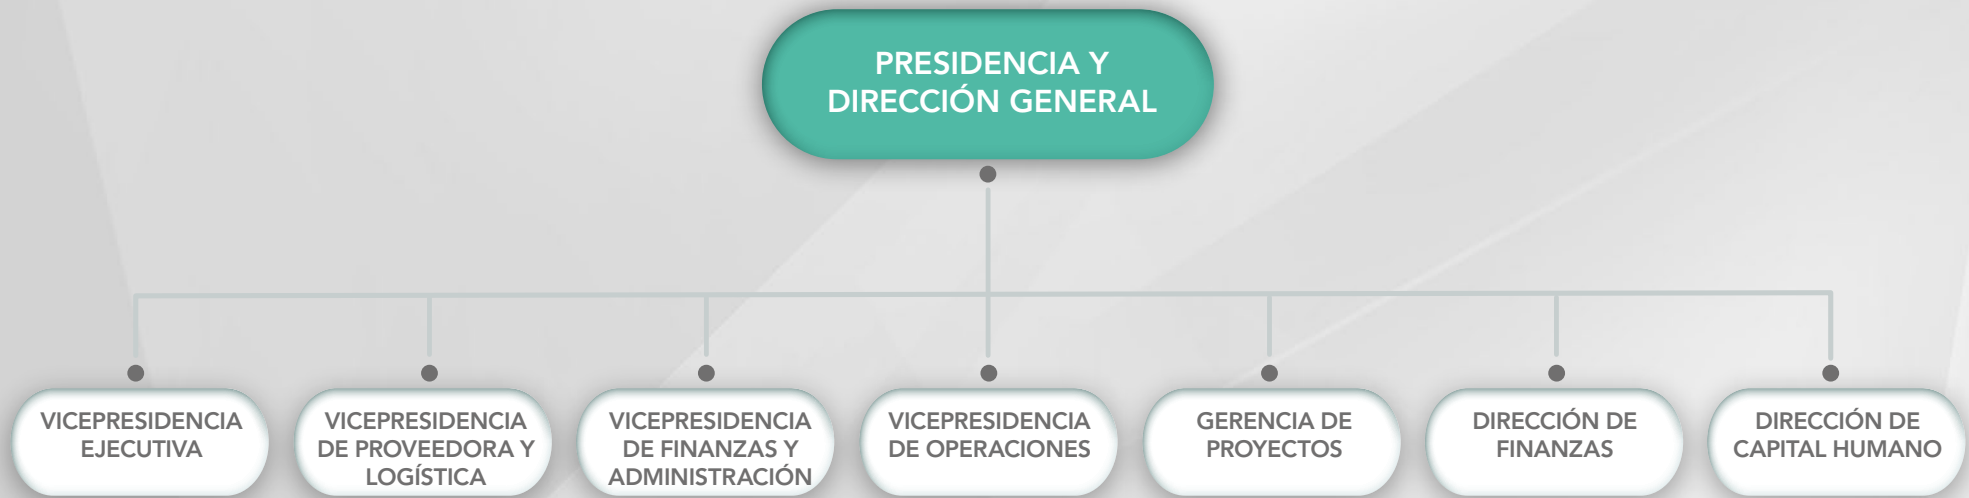 PRESIDENCIA Y
DIRECCIÓN GENERAL
VICEPRESIDENCIA
EJECUTIVA
VICEPRESIDENCIA
DE PROVEEDORA Y
LOGÍSTICA
VICEPRESIDENCIA
DE FINANZAS Y
ADMINISTRACIÓN
VICEPRESIDENCIA
DE OPERACIONES
GERENCIA DE
PROYECTOS
DIRECCIÓN DE
FINANZAS
DIRECCIÓN DE
CAPITAL HUMANO